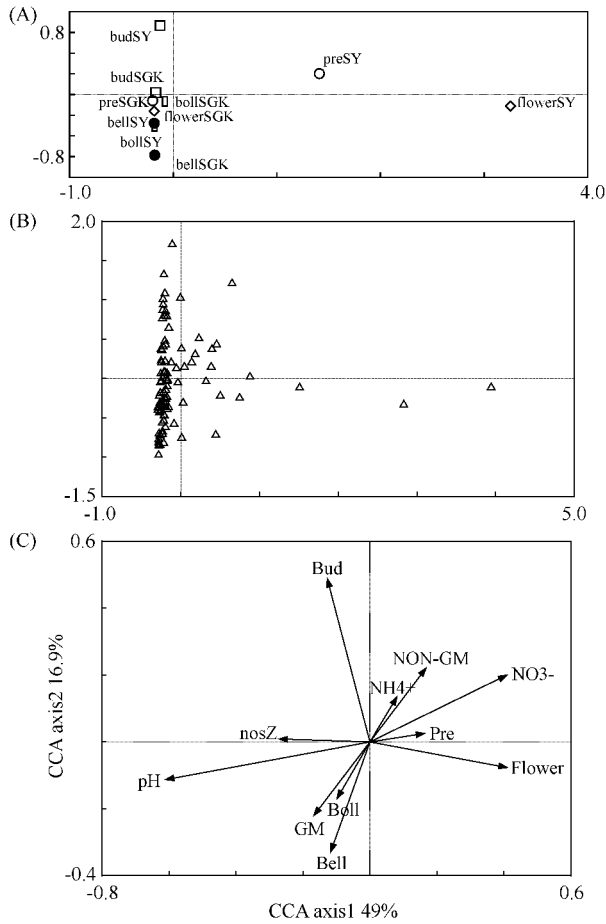 (A)
0.8
budSY
preSY
budSGK
preSGK
bollSGK
flowerSY
bellSY
flowerSGK
bollSY
-0.8
bellSGK
-1.0
4.0
(B)
2.0
-1.5
-1.0
5.0
(C)
0.6
Bud
NON-GM
NO3-
NH4+
nosZ
Pre
pH
Flower
Boll
GM
Bell
CCA axis2 16.9%
-0.4
-0.8
0.6
CCA axis1 49%